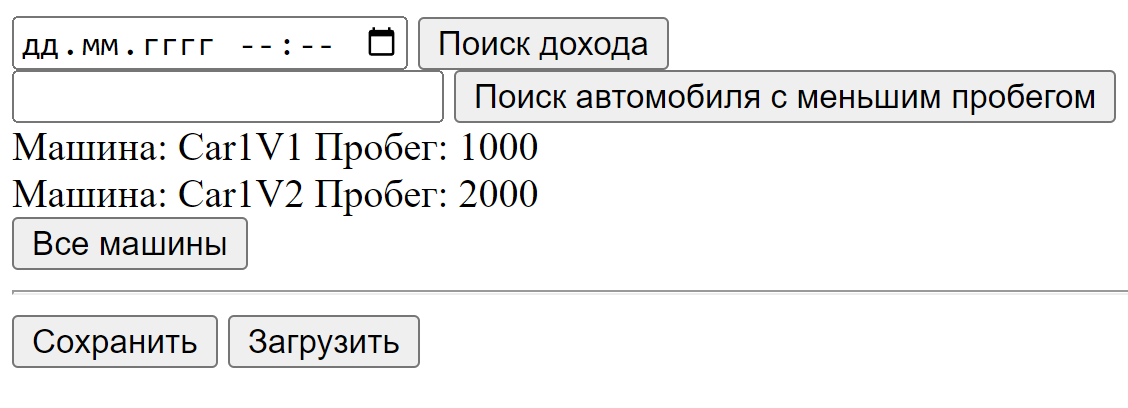 дд.мм.гггг --:-- Поиск дохода
Поиск автомобиля с меньшим пробегом
Машина: Car1V1 Пробег: 1000
Машина: Car1V2 Пробег: 2000
Все машины
Сохранить Загрузить